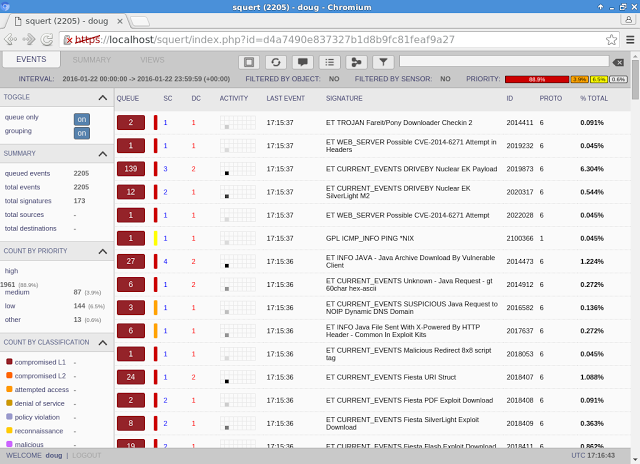 squert (2205) - doug - Chromium
squert (2205) - doug
doug
https://localhost/squert/index.php?id=d4a7490e837327b1d8b9fc81feaf9a27
EVENTS SUMMARY VIEWS
INTERVAL: 2016-01-22 00:00:00 -> 2016-01-22 23:59:59 (+00:00) FILTERED BY OBJECT: NO FILTERED BY SENSOR: NO PRIORITY: 88.9% 3.9% 6.5% 0.6%
TOGGLE
queue only on
grouping on
SUMMARY
queued events 2205
total events 2205
total signatures 173
total sources -
total destinations -
COUNT BY PRIORITY
high
1961 (88.9%)
medium 87 (3.9%)
low 144 (6.5%)
other 13 (0.6%)
COUNT BY CLASSIFICATION
compromised L1 -
compromised L2 -
attempted access -
denial of service -
policy violation -
reconnaissance -
malicious -
QUEUE SC DC ACTIVITY LAST EVENT SIGNATURE ID PROTO % TOTAL
2 1 1 17:15:37 ET TROJAN Fareit/Pony Downloader Checkin 2 2014411 6 0.091%
1 1 1 17:15:37 ET WEB_SERVER Possible CVE-2014-6271 Attempt in
Headers 2019232 6 0.045%
139 3 2 17:15:37 ET CURRENT_EVENTS DRIVEBY Nuclear EK Payload 2019873 6 6.304%
12 2 1 17:15:37 ET CURRENT_EVENTS DRIVEBY Nuclear EK
SilverLight M2 2020317 6 0.544%
1 1 1 17:15:37 ET WEB_SERVER Possible CVE-2014-6271 Attempt 2022028 6 0.045%
1 1 1 17:15:37 GPL ICMP_INFO PING *NIX 2100366 1 0.045%
27 4 2 17:15:36 ET INFO JAVA - Java Archive Download By Vulnerable
Client 2014473 6 1.224%
6 1 2 17:15:36 ET CURRENT_EVENTS Unknown - Java Request - gt
60char hex-ascii 2014912 6 0.272%
3 1 1 17:15:36 ET CURRENT_EVENTS SUSPICIOUS Java Request to
NOIP Dynamic DNS Domain 2016582 6 0.136%
6 1 1 17:15:36 ET INFO Java File Sent With X-Powered By HTTP
Header - Common In Exploit Kits 2017637 6 0.272%
1 1 1 17:15:36 ET CURRENT_EVENTS Malicious Redirect 8x8 script
tag 2018053 6 0.045%
24 1 2 17:15:36 ET CURRENT_EVENTS Fiesta URI Struct 2018407 6 1.088%
2 2 1 17:15:36 ET CURRENT_EVENTS Fiesta PDF Exploit Download 2018408 6 0.091%
8 2 1 17:15:36 ET CURRENT_EVENTS Fiesta SilverLight Exploit
Download 2018409 6 0.363%
19 2 1 17:15:36 ET CURRENT_EVENTS Fiesta Flash Exploit Download 2018411 6 0.862%
WELCOME doug | LOGOUT UTC 17:16:43